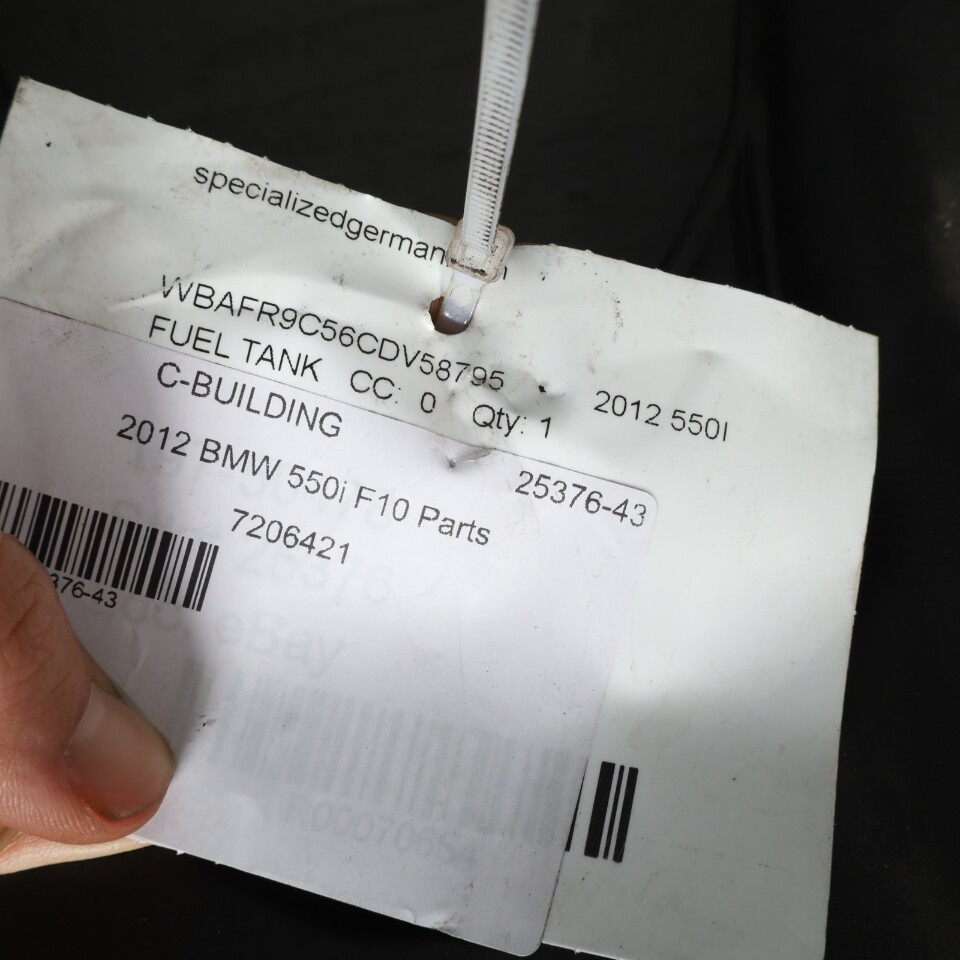 specializedgerman
WBAFR9C56CDV58795 2012 550I
FUEL TANK CC: 0 Qty: 1
C-BUILDING 25376-43
2012 BMW 550i F10 Parts
7206421
376-43
eBay